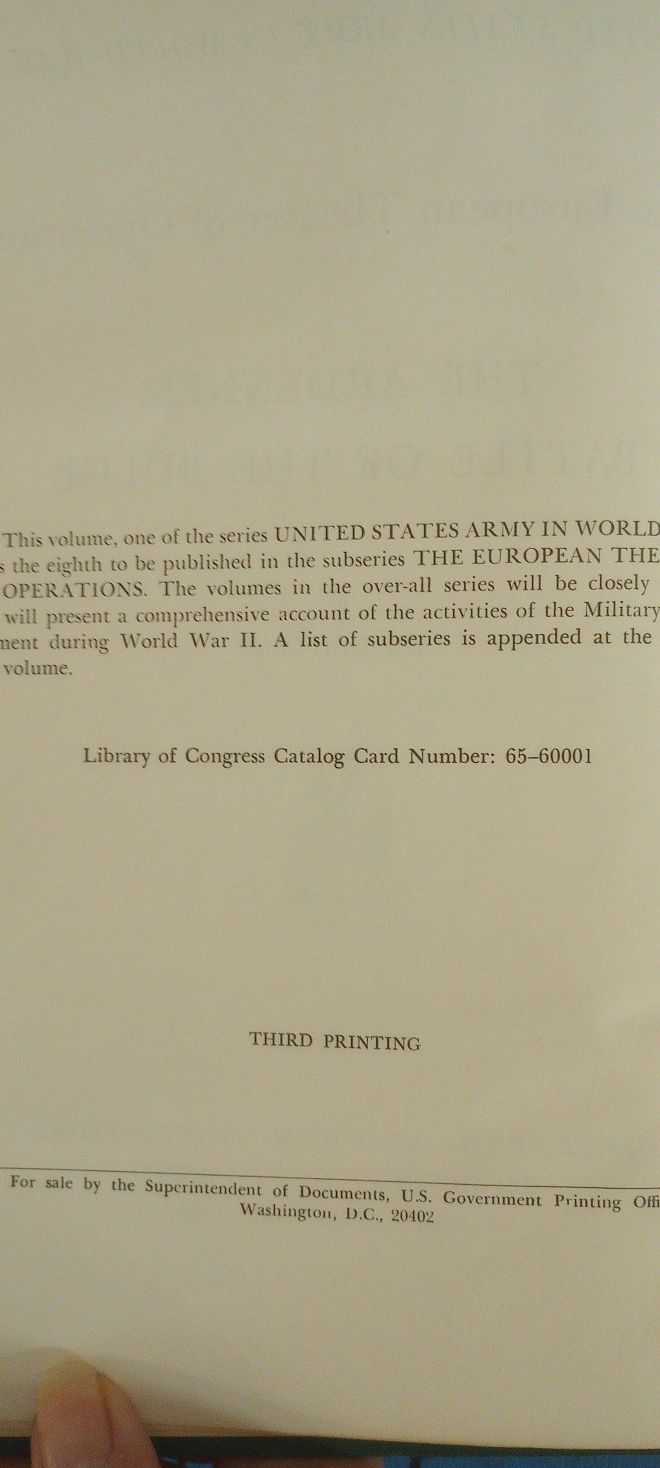 This volume, one of the series UNITED STATES ARMY IN WORLD
s the eighth to be published in the subseries THE EUROPEAN THE
OPERATIONS. The volumes in the over-all series will be closely
will present a comprehensive account of the activities of the Military
ment during World War II. A list of subseries is appended at the
volume.
Library of Congress Catalog Card Number: 65–60001
THIRD PRINTING
For sale by the Superintendent of Documents, U.S. Government Printing Offi
Washington, D.C., 20402